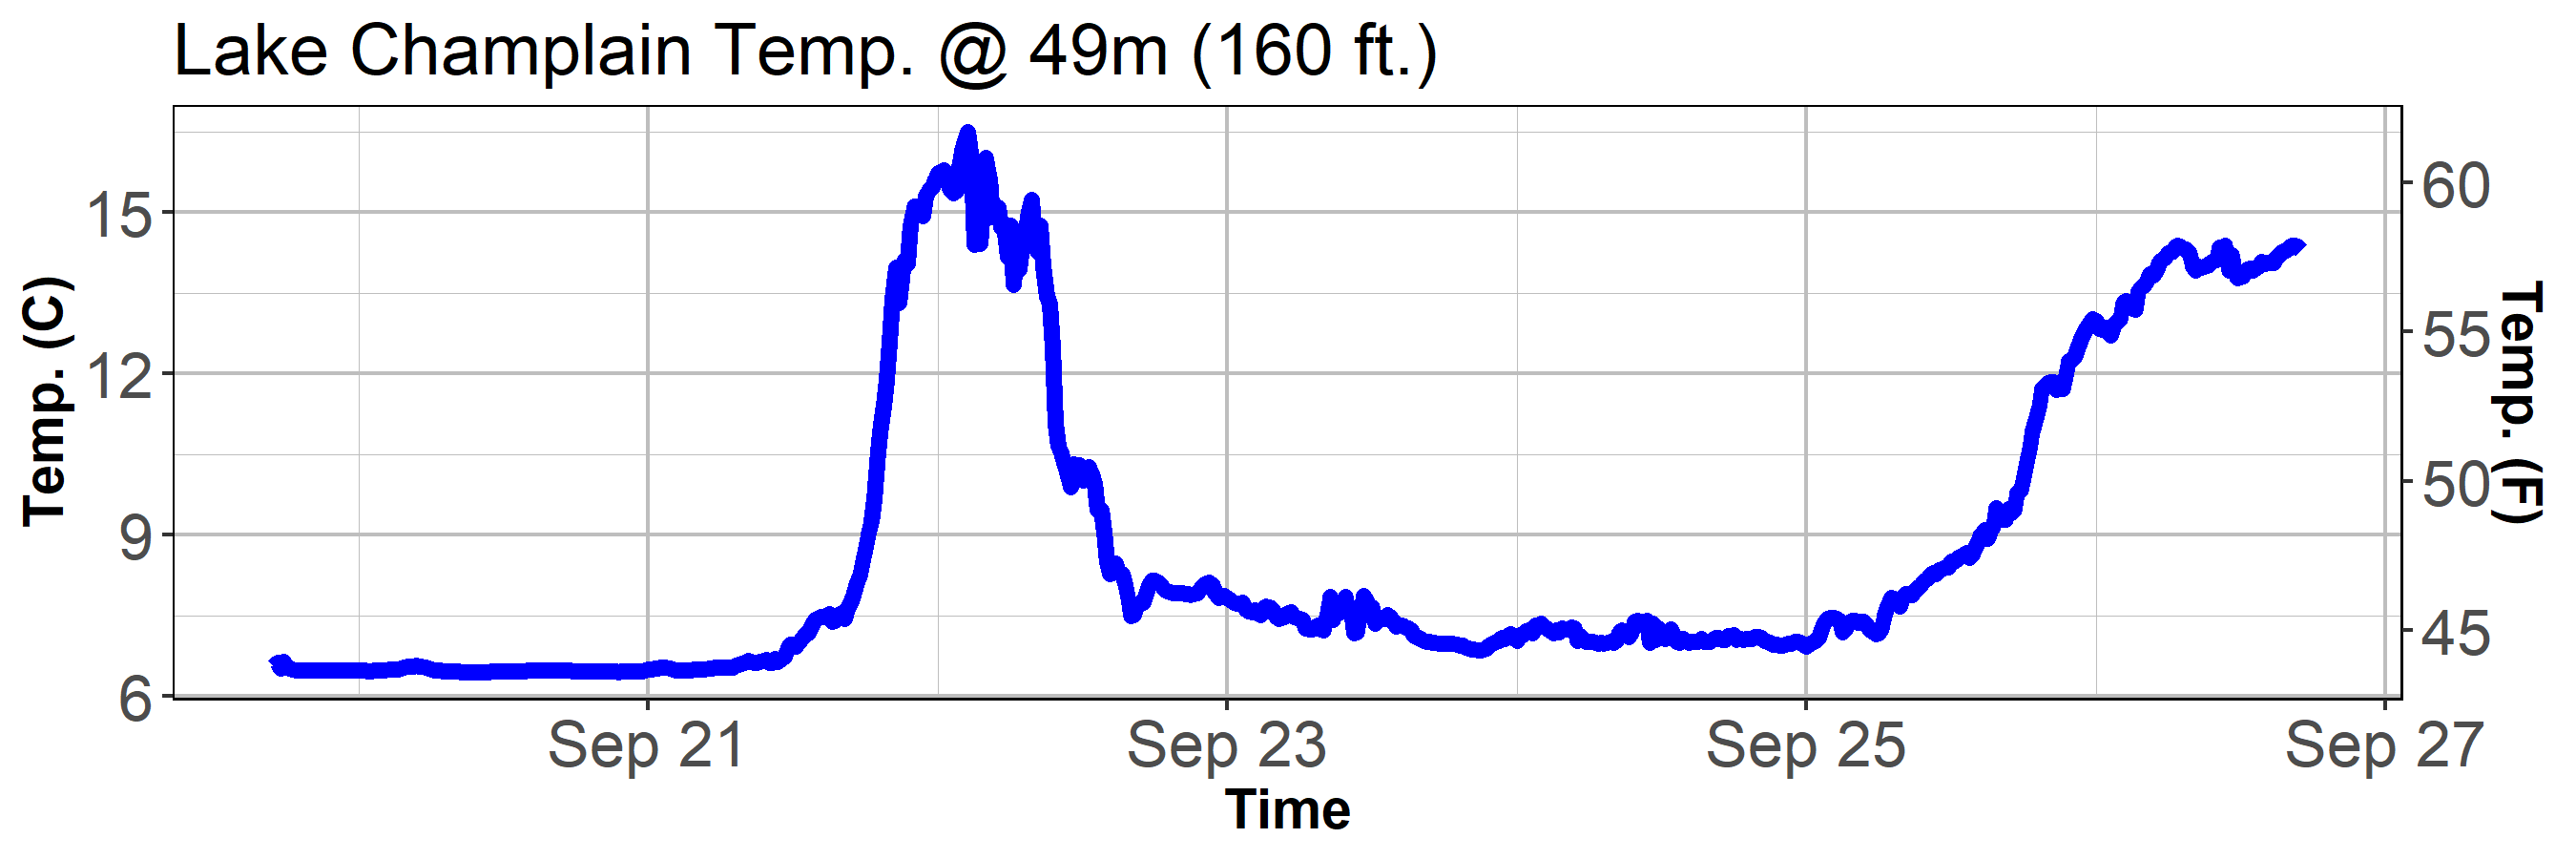 Lake Champlain Temp. @ 49m (160 ft.)
Temp. (C)
15
12
9
6
60
55
50
45
Temp. (F)
Sep 21
Sep 23
Sep 25
Sep 27
Time